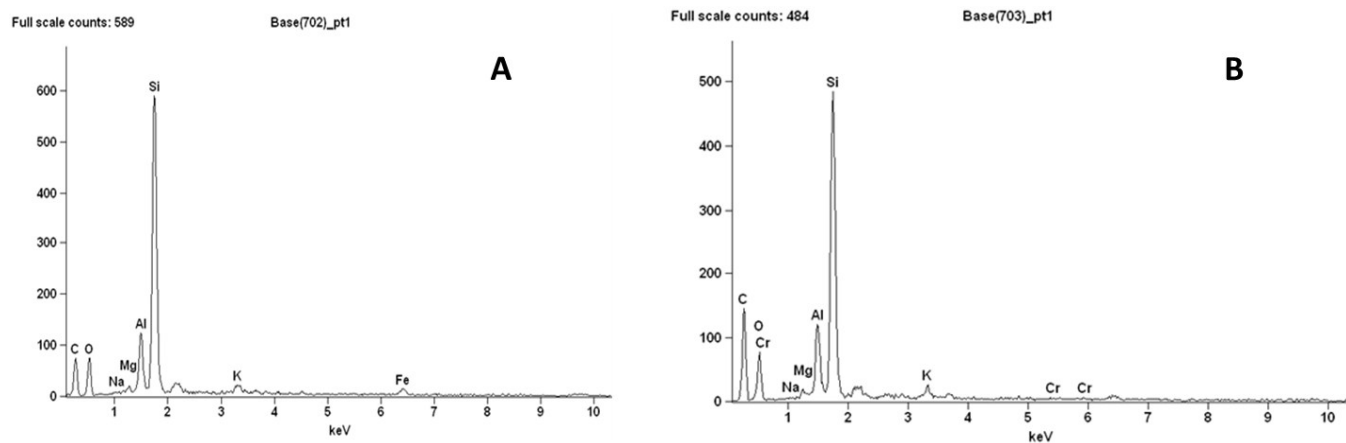 Full scale counts: 589
Base(702)_pt1
A
600
500
400
300
200
100
0
Si
Al
C
O
Mg
Na
K
Fe
1
2
3
4
5
6
7
8
9
10
keV
Full scale counts: 484
Base(703)_pt1
B
500
400
300
200
100
0
Si
C
O
Cr
Al
Mg
Na
K
Cr
Cr
1
2
3
4
5
6
7
8
9
10
keV